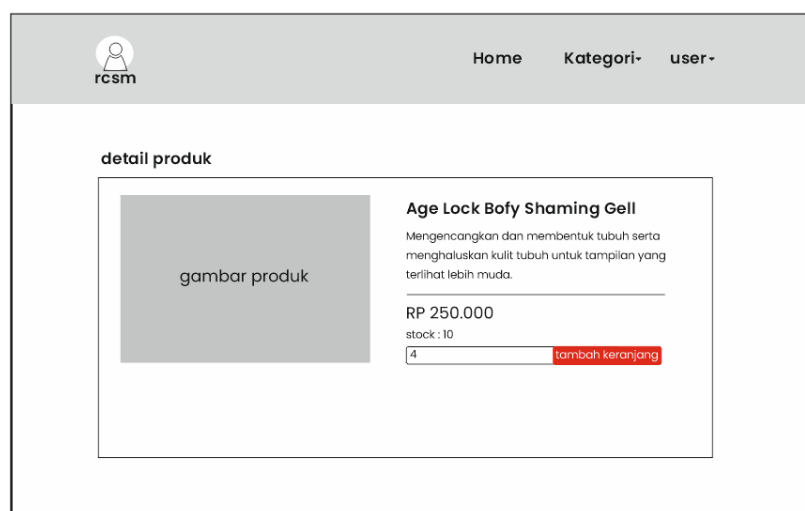 rcsm
Home Kategori user
detail produk
gambar produk
Age Lock Bofy Shaming Gell
Mengencangkan dan membentuk tubuh serta
menghaluskan kulit tubuh untuk tampilan yang
terlihat lebih muda.
RP 250.000
stock : 10
4 tambah keranjang